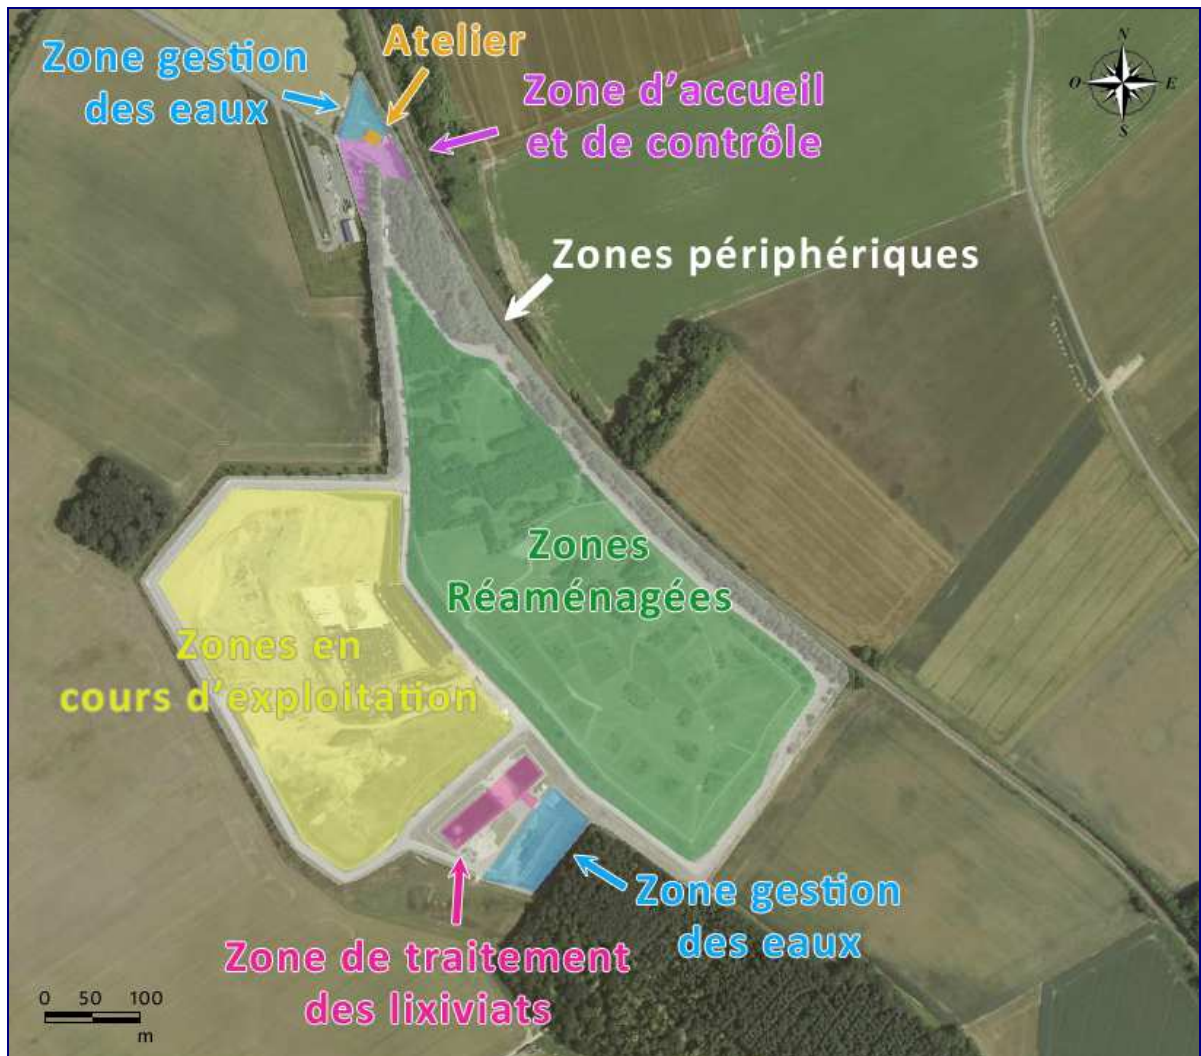 Atelier
Zone gestion
des eaux
Zone d'accueil
et de contrôle
N
O
E
S
Zones périphériques
Zones
Réaménagées
Zones en
cours d'exploitation
Zone gestion
des eaux
Zone de traitement
des lixiviats
0 50 100
m